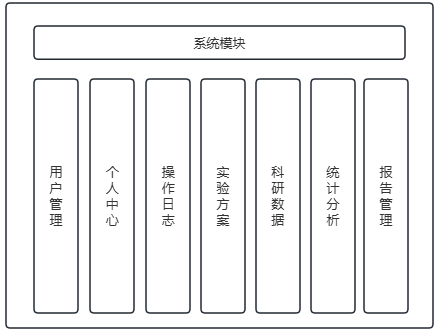 系统模块
用户管理
个人中心
操作日志
实验方案
科研数据
统计分析
报告管理